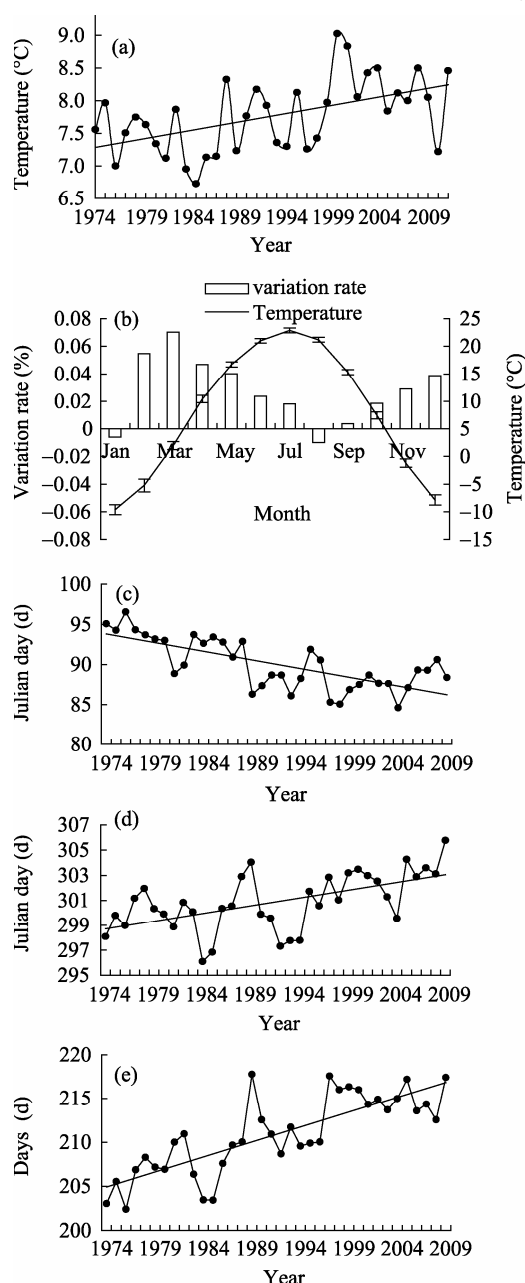 (a)
Temperature (°C)
9.0
8.5
8.0
7.5
7.0
6.5
1974 1979 1984 1989 1994 1999 2004 2009
Year
variation rate
Temperature
(b)
Variation rate (%)
0.08
0.06
0.04
0.02
0
−0.02
−0.04
−0.06
−0.08
25
20
15
10
5
0
−5
−10
−15
Temperature (°C)
Jan Mar May Jul Sep Nov
Month
(c)
Julian day (d)
100
95
90
85
80
1974 1979 1984 1989 1994 1999 2004 2009
Year
(d)
Julian day (d)
307
305
303
301
299
297
295
1974 1979 1984 1989 1994 1999 2004 2009
Year
(e)
Days (d)
220
215
210
205
200
1974 1979 1984 1989 1994 1999 2004 2009
Year